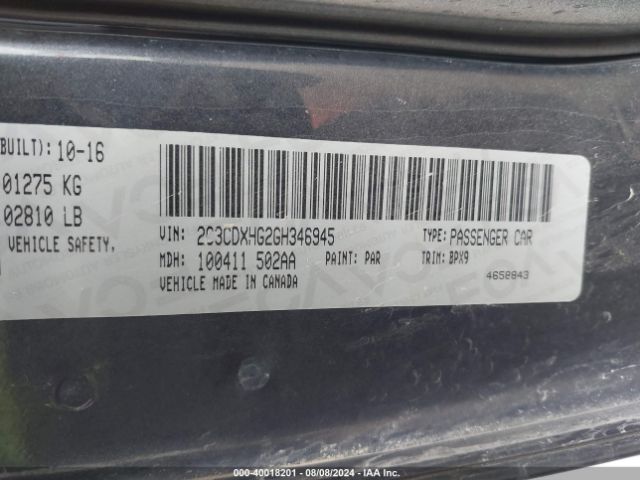 (BUILT): 10-16
01275 KG
02810 LB
VEHICLE SAFETY,
VIN: 2C3CDXHG2GH346945 TYPE: PASSENGER CAR
MDH: 100411 502AA PAINT: PAR TRIM: BPX9
VEHICLE MADE IN CANADA 4658843
000-40018201 - 08/08/2024 - IAA Inc.